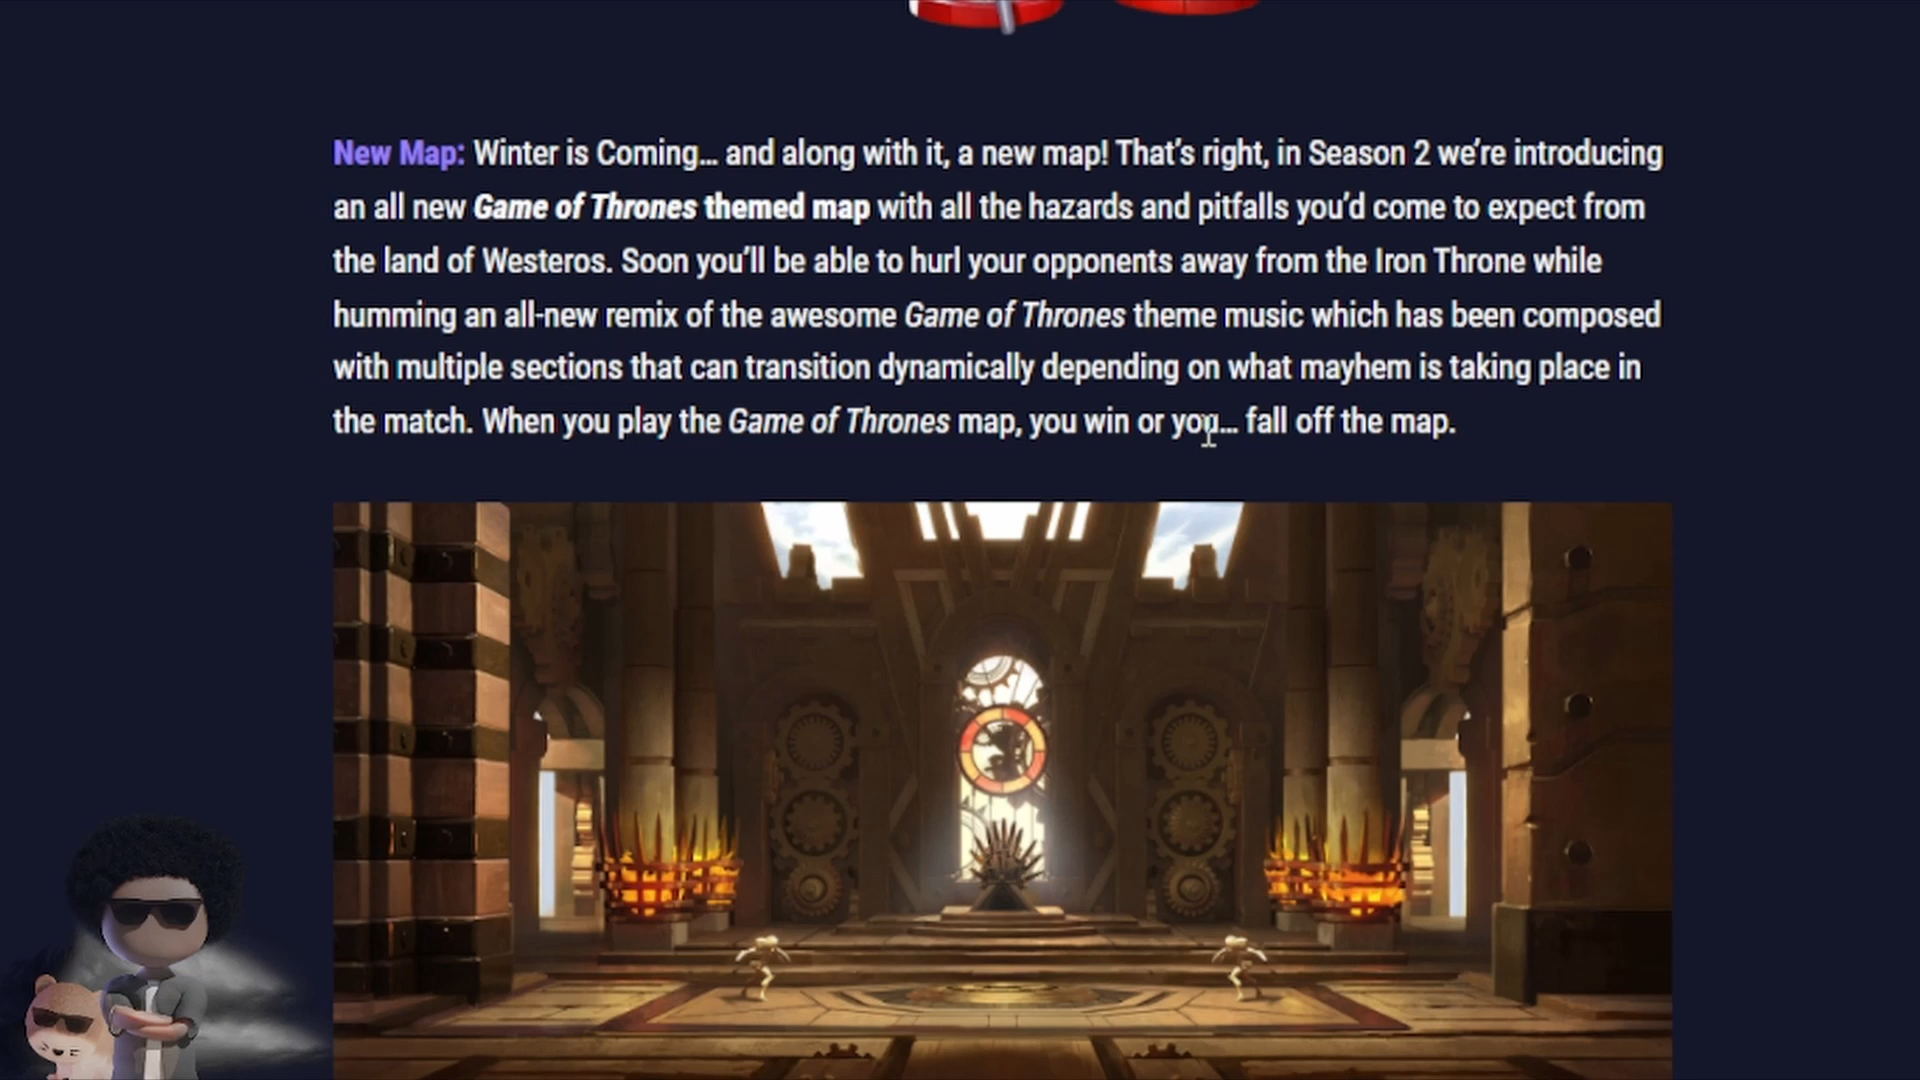 New Map: Winter is Coming… and along with it, a new map! That’s right, in Season 2 we’re introducing
an all new Game of Thrones themed map with all the hazards and pitfalls you’d come to expect from
the land of Westeros. Soon you’ll be able to hurl your opponents away from the Iron Throne while
humming an all-new remix of the awesome Game of Thrones theme music which has been composed
with multiple sections that can transition dynamically depending on what mayhem is taking place in
the match. When you play the Game of Thrones map, you win or you… fall off the map.